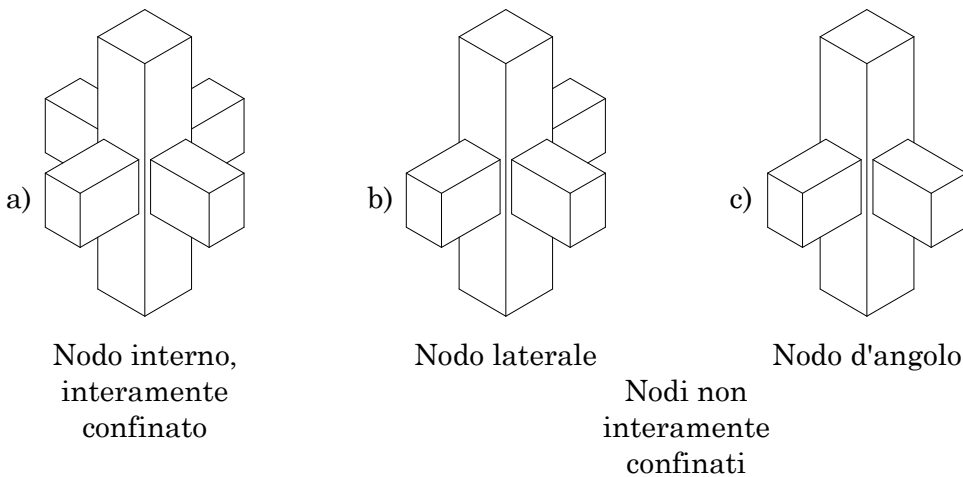 a)
b)
c)
Nodo interno,
interamente
confinato
Nodo laterale
Nodo d'angolo
Nodi non
interamente
confinati